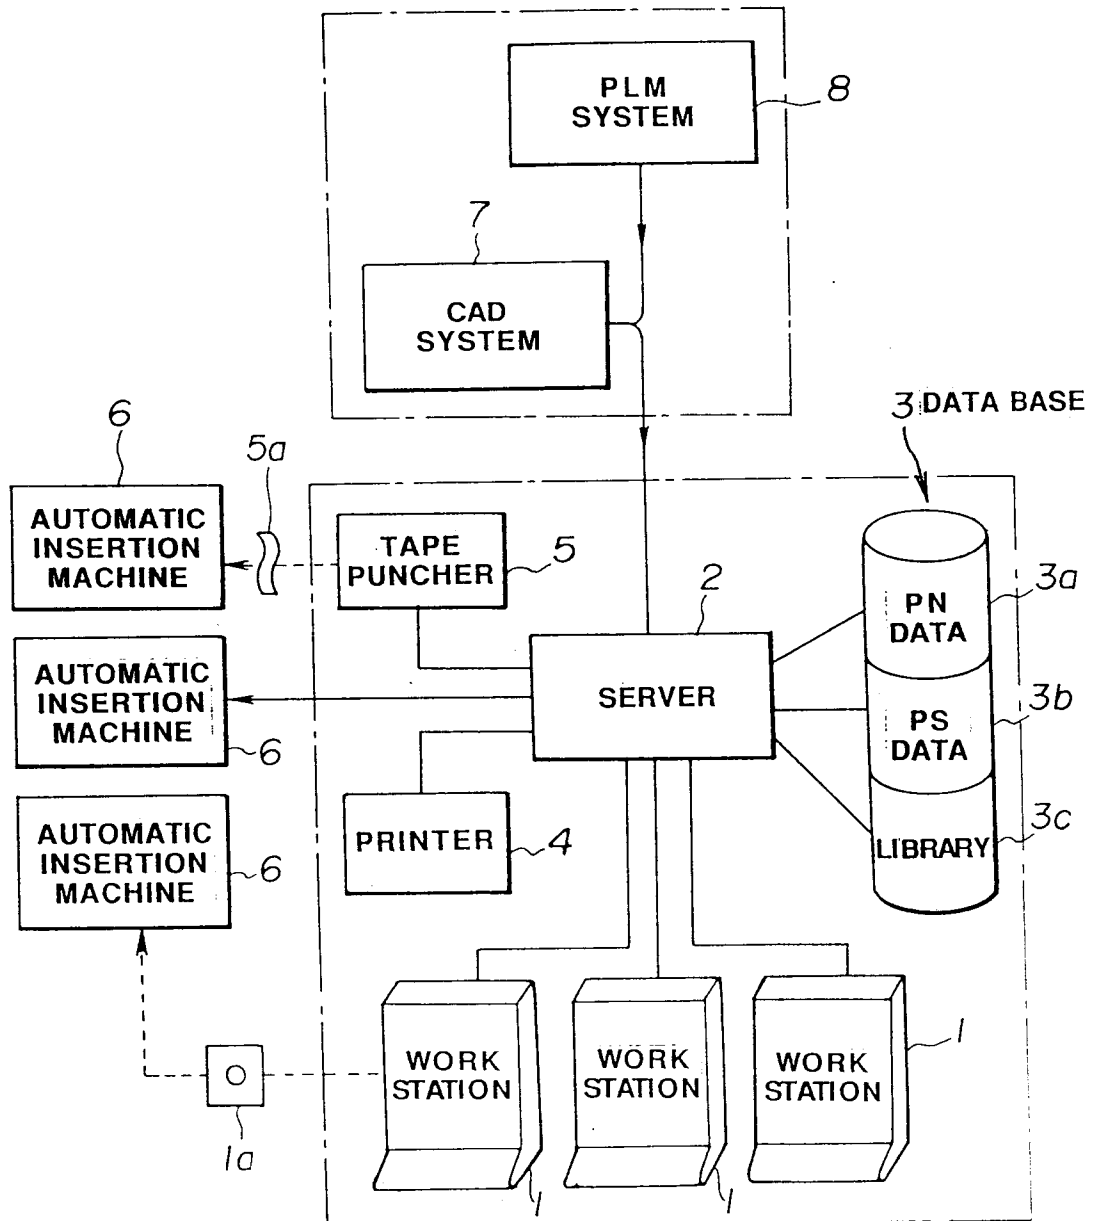 PLM
SYSTEM
8
7
CAD
SYSTEM
3 DATA BASE
6
5a
AUTOMATIC
INSERTION
MACHINE
TAPE
PUNCHER
5
2
3a
PN
DATA
AUTOMATIC
INSERTION
MACHINE
6
SERVER
3b
PS
DATA
AUTOMATIC
INSERTION
MACHINE
6
PRINTER
4
3c
LIBRARY
WORK
STATION
WORK
STATION
WORK
STATION
1
1a
1
1